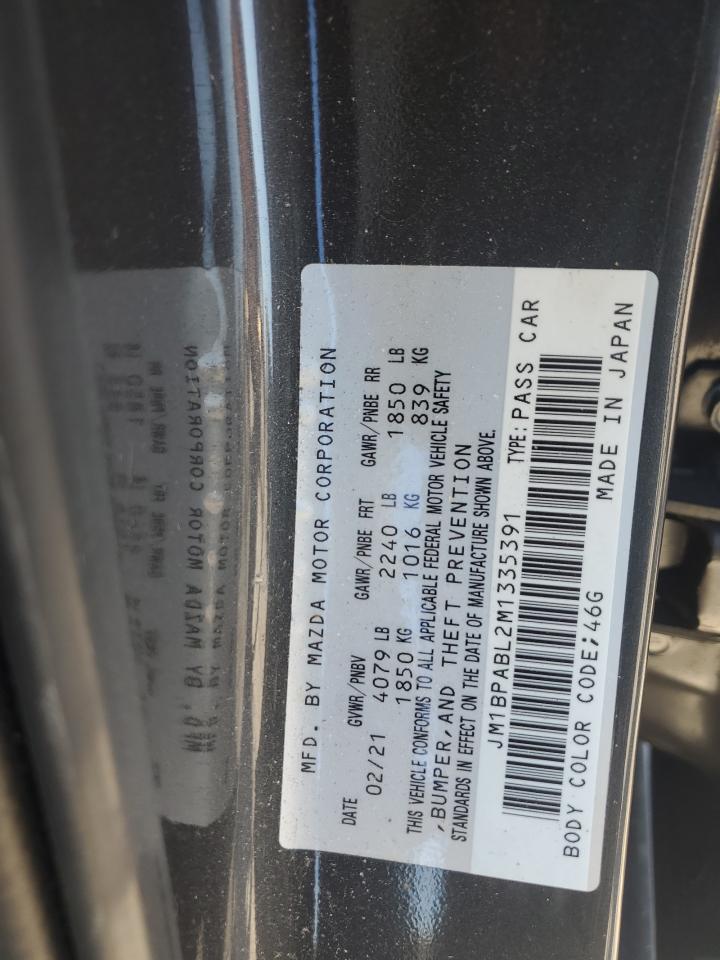 MFD. BY MAZDA MOTOR CORPORATION
DATE GVWR/PNBV GAWR/PNBE FRT GAWR/PNBE RR
02/21 4079 LB 2240 LB 1850 LB
1850 KG 1016 KG 839 KG
THIS VEHICLE CONFORMS TO ALL APPLICABLE FEDERAL MOTOR VEHICLE SAFETY
,BUMPER,AND THEFT PREVENTION
STANDARDS IN EFFECT ON THE DATE OF MANUFACTURE SHOWN ABOVE.
JM1BPABL2M1335391 TYPE:PASS CAR
BODY COLOR CODE;46G MADE IN JAPAN